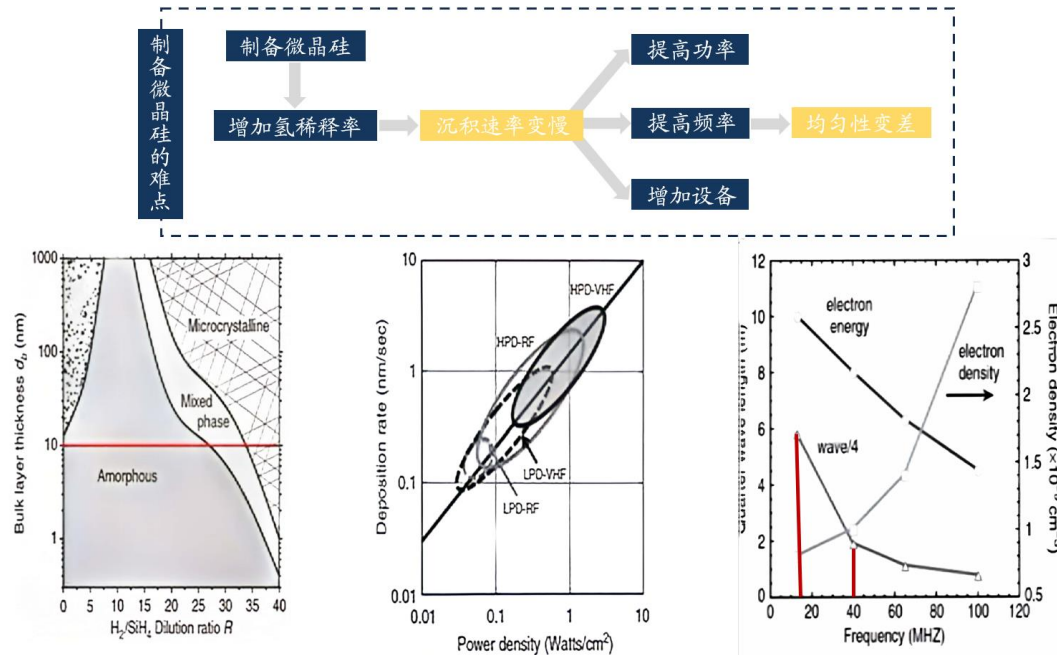 制备微晶硅的难点
制备微晶硅
增加氢稀释率
沉积速率变慢
提高功率
提高频率
增加设备
均匀性变差
Bulk layer thickness d_b (nm)
1000
100
10
1
Microcrystalline
Mixed
phase
Amorphous
0 5 10 15 20 25 30 35 40
H₂/SiH₄ Dilution ratio R
Deposition rate (nm/sec)
10
1
0.1
0.01
HPD-VHF
HPD-RF
LPD-VHF
LPD-RF
0.01 0.1 1 10
Power density (Watts/cm²)
12
10
8
6
4
2
0
electron
energy
electron
density
wave/4
3
2.5
2
1.5
1
0.5
0 20 40 60 80 100 120
Frequency (MHZ)